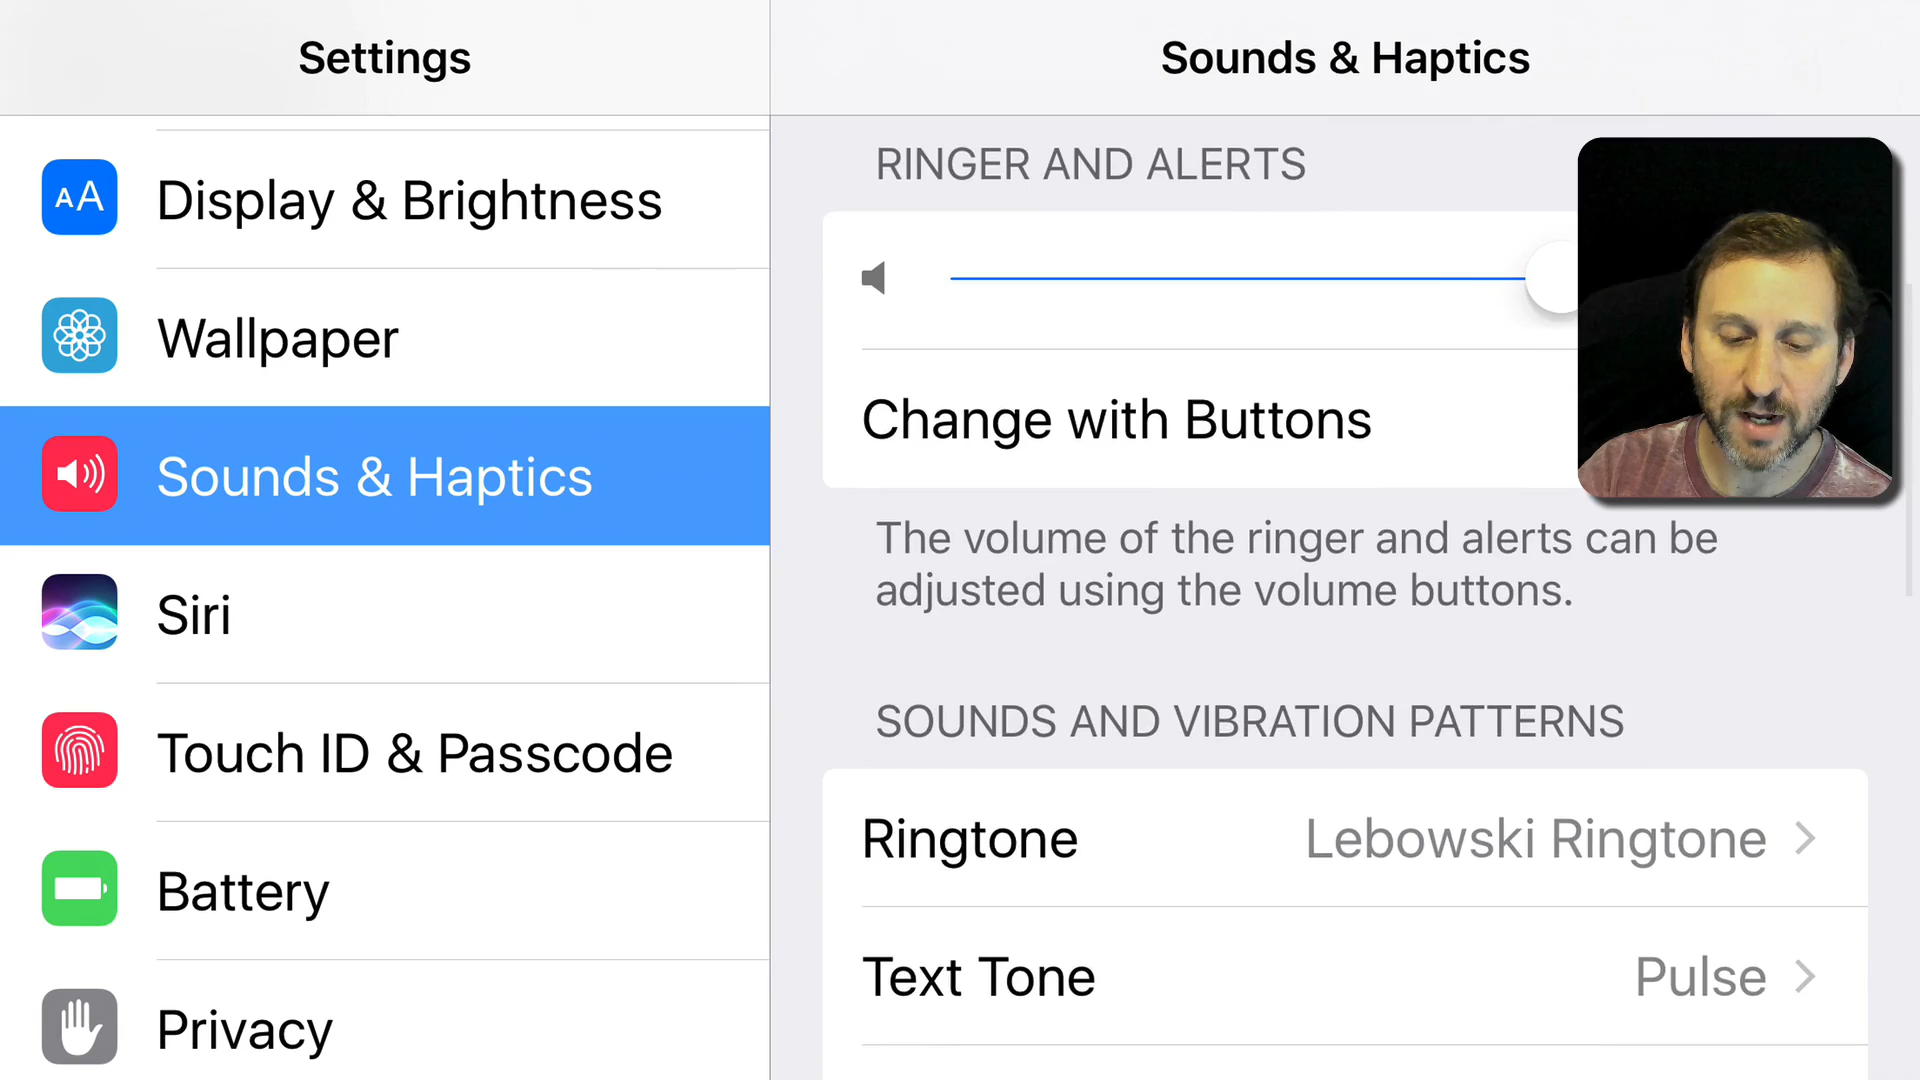 Settings
Sounds & Haptics
AA
Display & Brightness
Wallpaper
Sounds & Haptics
Siri
Touch ID & Passcode
Battery
Privacy
RINGER AND ALERTS
Change with Buttons
The volume of the ringer and alerts can be
adjusted using the volume buttons.
SOUNDS AND VIBRATION PATTERNS
Ringtone Lebowski Ringtone
Text Tone Pulse